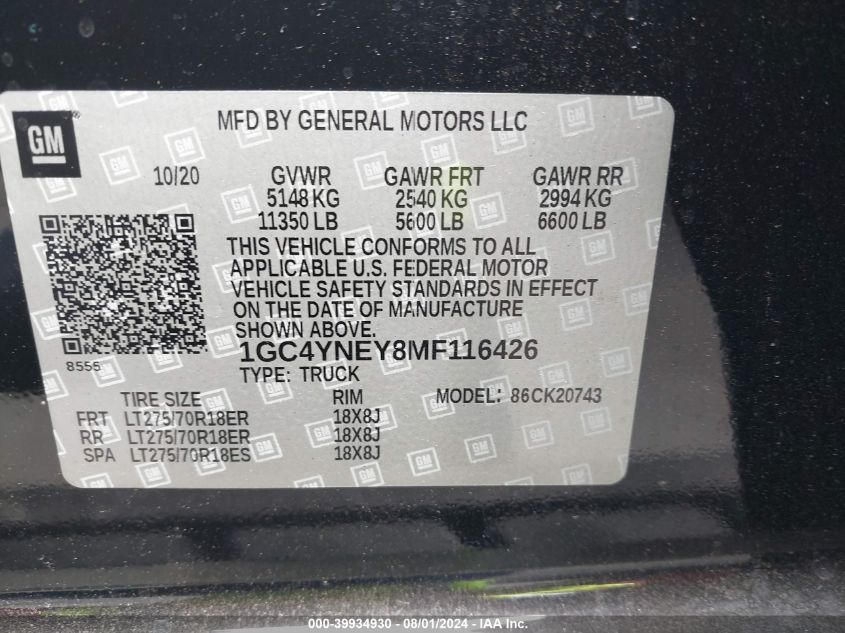 GM
MFD BY GENERAL MOTORS LLC
10/20 GVWR GAWR FRT GAWR RR
5148 KG 2540 KG 2994 KG
11350 LB 5600 LB 6600 LB
THIS VEHICLE CONFORMS TO ALL
APPLICABLE U.S. FEDERAL MOTOR
VEHICLE SAFETY STANDARDS IN EFFECT
ON THE DATE OF MANUFACTURE
SHOWN ABOVE.
8555
1GC4YNEY8MF116426
TYPE: TRUCK
TIRE SIZE RIM MODEL: 86CK20743
FRT LT275/70R18ER 18X8J
RR LT275/70R18ER 18X8J
SPA LT275/70R18ES 18X8J
000-39934930 - 08/01/2024 - IAAI.com